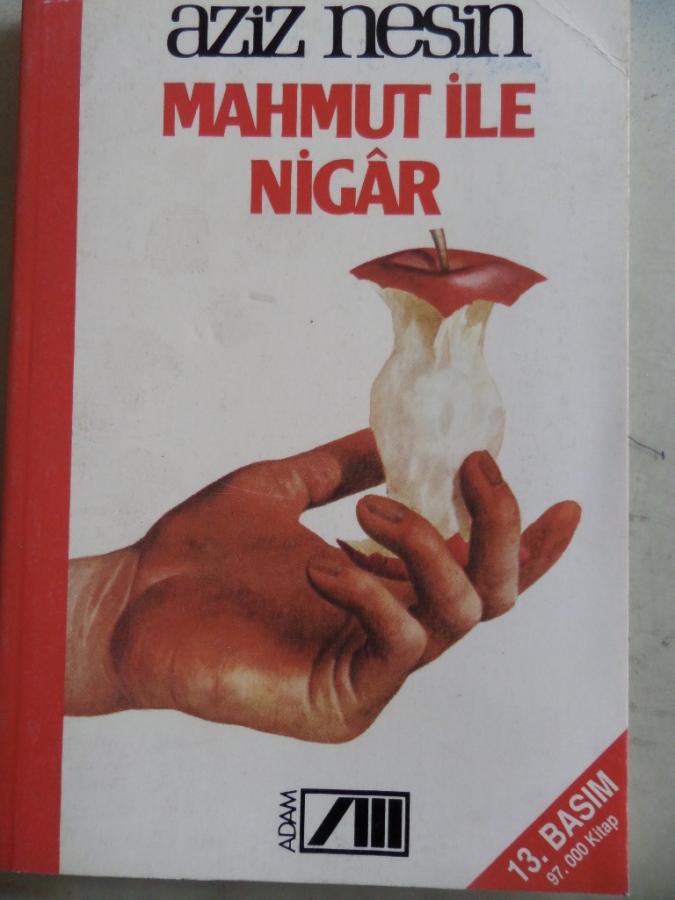 aziz nesin
MAHMUT İLE
NİGÂR
ADAM
13. BASIM
97.000 Kitap